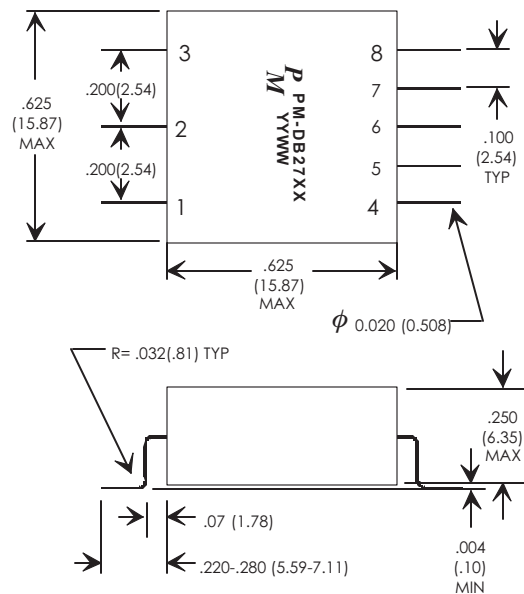 3
8
.200(2.54)
7
.625
(15.87)
MAX
2
6
.100
(2.54)
TYP
.200(2.54)
5
1
4
PM
PM-DB27XX
YYWW
.625
(15.87)
MAX
ϕ 0.020 (0.508)
R= .032(.81) TYP
.250
(6.35)
MAX
.07 (1.78)
.220-.280 (5.59-7.11)
.004
(.10)
MIN